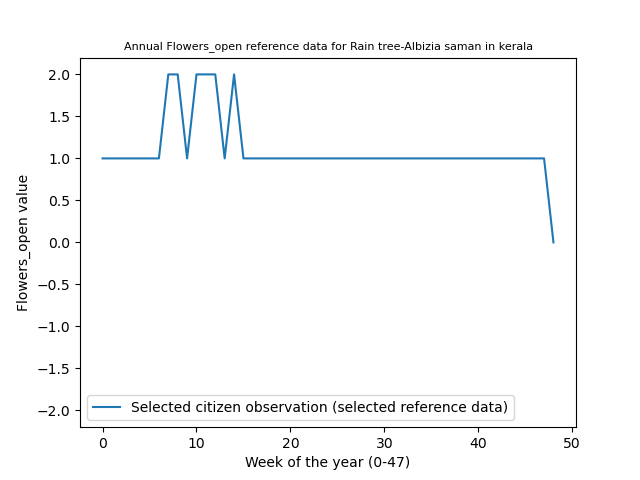 Annual Flowers_open reference data for Rain tree-Albizia saman in kerala
2.0
1.5
1.0
0.5
0.0
−0.5
−1.0
−1.5
−2.0
Flowers_open value
Selected citizen observation (selected reference data)
0 10 20 30 40 50
Week of the year (0-47)